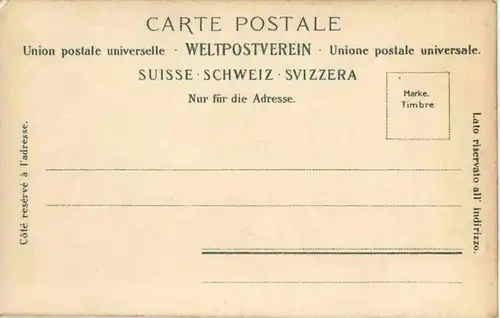 CARTE POSTALE
Union postale universelle · WELTPOSTVEREIN · Unione postale universale.
SUISSE · SCHWEIZ · SVIZZERA
Nur für die Adresse.
Marke.
Timbre
Côté resérvé à l'adresse.
Lato riservato all' indirizzo.